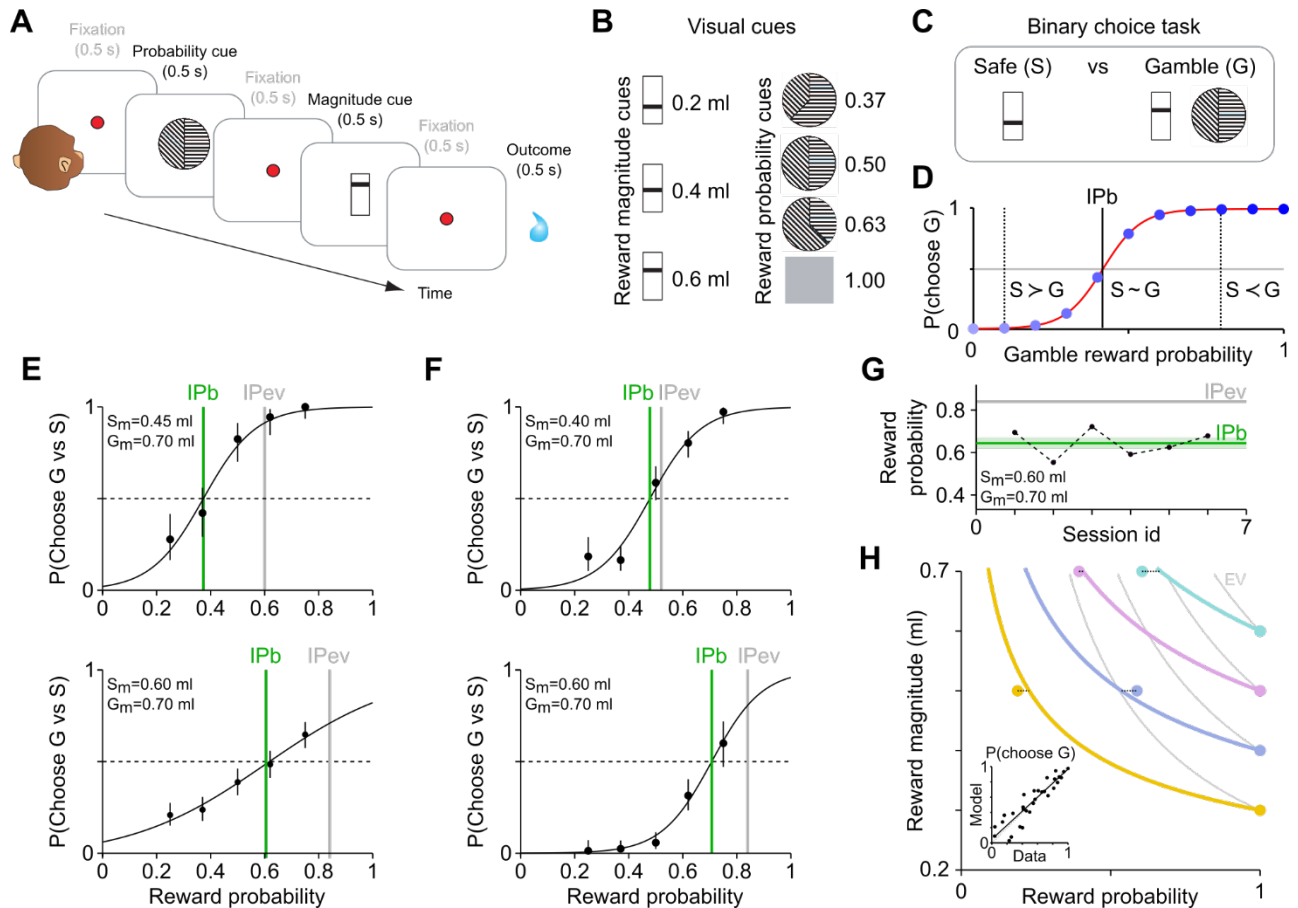 A
Fixation
(0.5 s)
Probability cue
(0.5 s)
Fixation
(0.5 s)
Magnitude cue
(0.5 s)
Fixation
(0.5 s)
Outcome
(0.5 s)
Time
B
Visual cues
Reward magnitude cues
0.2 ml
0.4 ml
0.6 ml
Reward probability cues
0.37
0.50
0.63
1.00
C
Binary choice task
Safe (S)
vs
Gamble (G)
D
IPb
P(choose G)
1
0
S ≻ G
S ~ G
S ≺ G
0
1
Gamble reward probability
E
IPb
IPev
P(Choose G vs S)
1
0
Sm=0.45 ml
Gm=0.70 ml
0 0.2 0.4 0.6 0.8 1
IPb
IPev
P(Choose G vs S)
1
0
Sm=0.60 ml
Gm=0.70 ml
0 0.2 0.4 0.6 0.8 1
Reward probability
F
IPb
IPev
1
0
Sm=0.40 ml
Gm=0.70 ml
0 0.2 0.4 0.6 0.8 1
IPb
IPev
1
0
Sm=0.60 ml
Gm=0.70 ml
0 0.2 0.4 0.6 0.8 1
Reward probability
G
Reward
probability
0.8
0.6
0.4
IPev
IPb
Sm=0.60 ml
Gm=0.70 ml
0
7
Session id
H
Reward magnitude (ml)
0.7
0.2
EV
P(choose G)
Model
1
0
0
1
Data
0
1
Reward probability